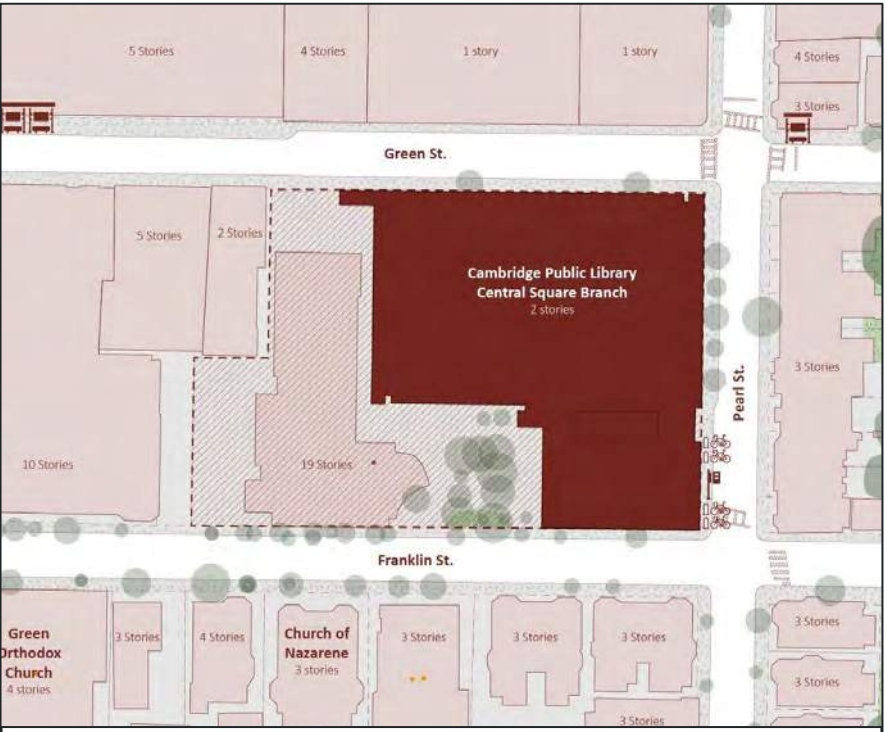 5 Stories
4 Stories
1 story
1 story
4 Stories
3 Stories
Green St.
5 Stories
2 Stories
Cambridge Public Library
Central Square Branch
2 stories
Pearl St.
3 Stories
10 Stories
19 Stories
Franklin St.
Green
Orthodox
Church
4 stories
3 Stories
4 Stories
Church of
Nazarene
3 stories
3 Stories
3 Stories
3 Stories
3 Stories
3 Stories
3 Stories